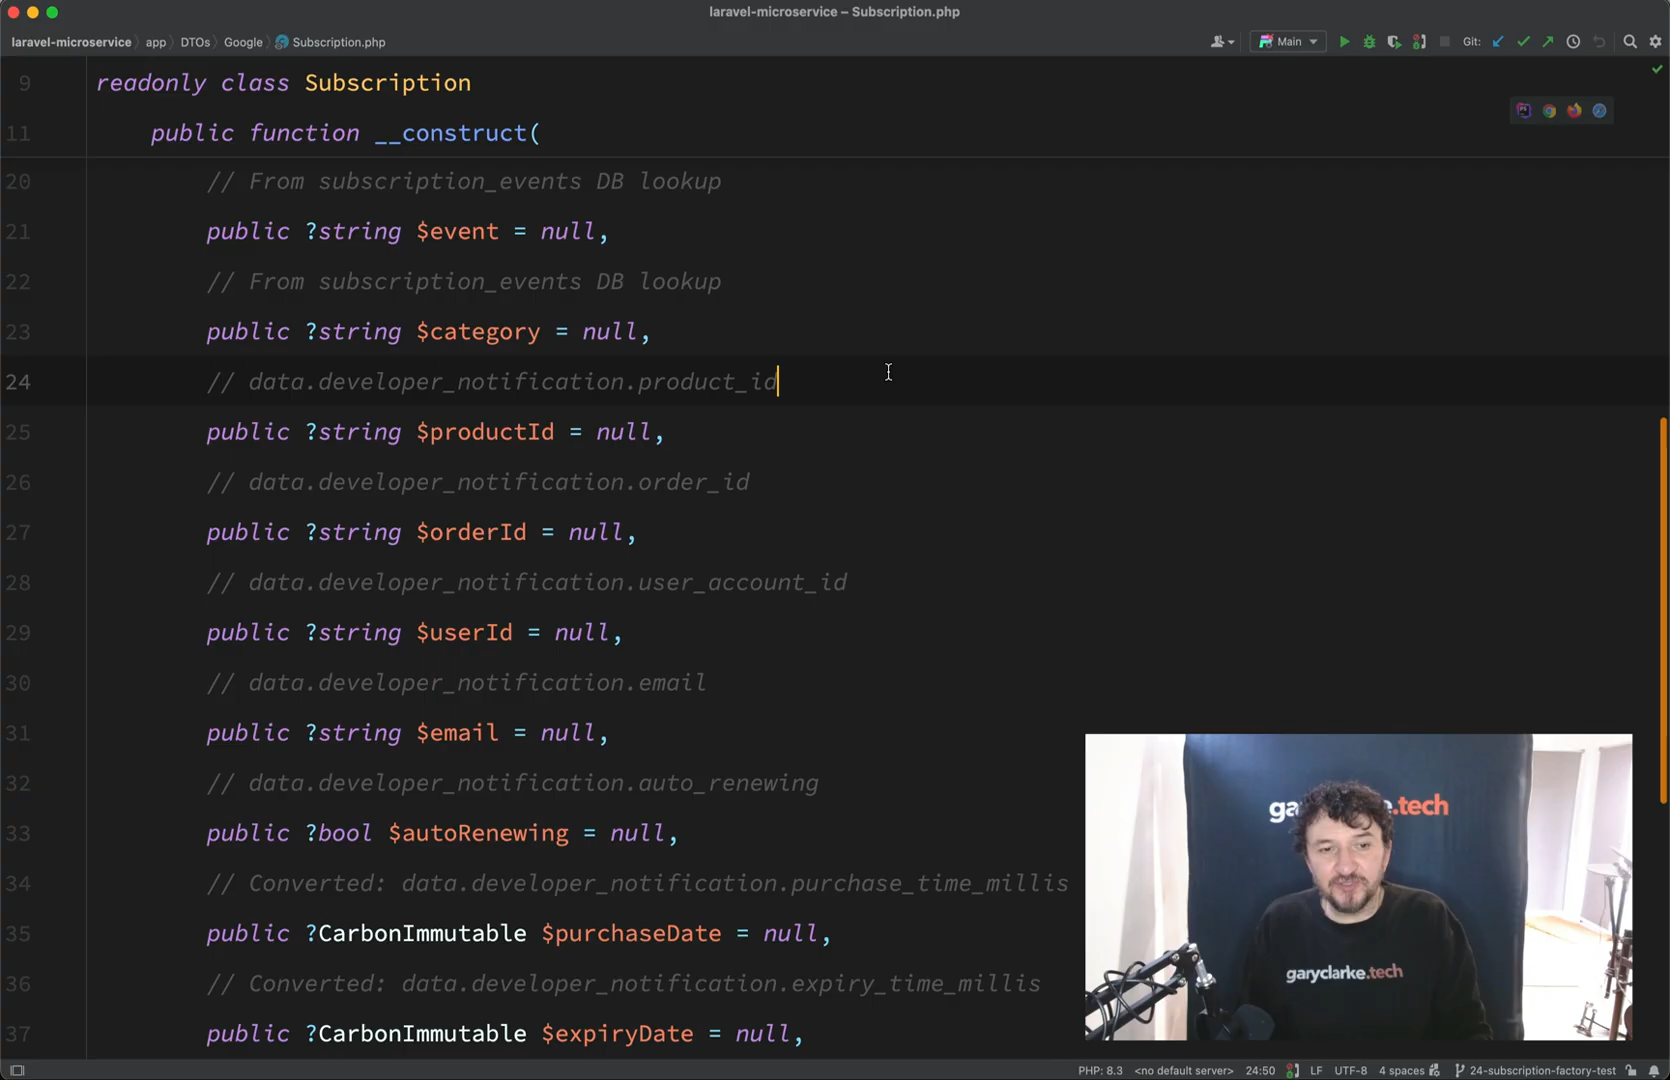 laravel-microservice – Subscription.php
laravel-microservice app DTOs Google Subscription.php Main Git:
9 readonly class Subscription
11 public function __construct(
20 // From subscription_events DB lookup
21 public ?string $event = null,
22 // From subscription_events DB lookup
23 public ?string $category = null,
24 // data.developer_notification.product_id
25 public ?string $productId = null,
26 // data.developer_notification.order_id
27 public ?string $orderId = null,
28 // data.developer_notification.user_account_id
29 public ?string $userId = null,
30 // data.developer_notification.email
31 public ?string $email = null,
32 // data.developer_notification.auto_renewing
33 public ?bool $autoRenewing = null,
34 // Converted: data.developer_notification.purchase_time_millis
35 public ?CarbonImmutable $purchaseDate = null,
36 // Converted: data.developer_notification.expiry_time_millis
37 public ?CarbonImmutable $expiryDate = null,
ga .tech
garyclarke.tech
PHP: 8.3 <no default server> 24:50 LF UTF-8 4 spaces 24-subscription-factory-test